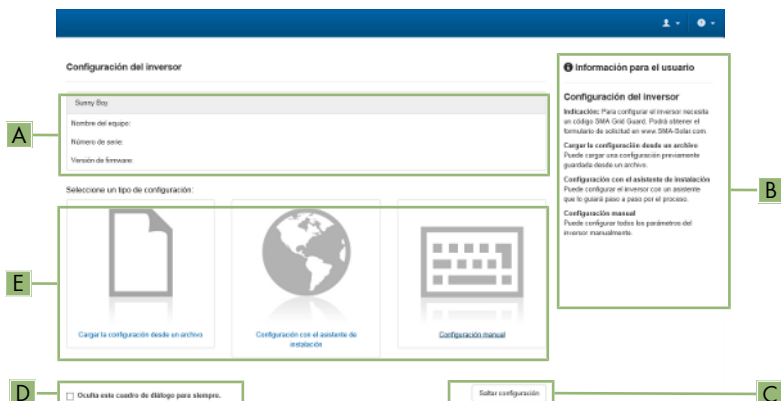 Configuración del inversor
Sunny Boy
Nombre del equipo:
Número de serie:
Versión de firmware:
Seleccione un tipo de configuración:
Cargar la configuración desde un archivo
Configuración con el asistente de
instalación
Configuración manual
Oculta este cuadro de diálogo para siempre.
Saltar configuración
Información para el usuario
Configuración del inversor
Indicación: Para configurar el inversor necesita
un código SMA Grid Guard. Podrá obtener el
formulario de solicitud en www.SMA-Solar.com.
Cargar la configuración desde un archivo
Puede cargar una configuración previamente
guardada desde un archivo.
Configuración con el asistente de instalación
Puede configurar el inversor con un asistente
que lo guiará paso a paso por el proceso.
Configuración manual
Puede configurar todos los parámetros del
inversor manualmente.
A
B
E
D
C